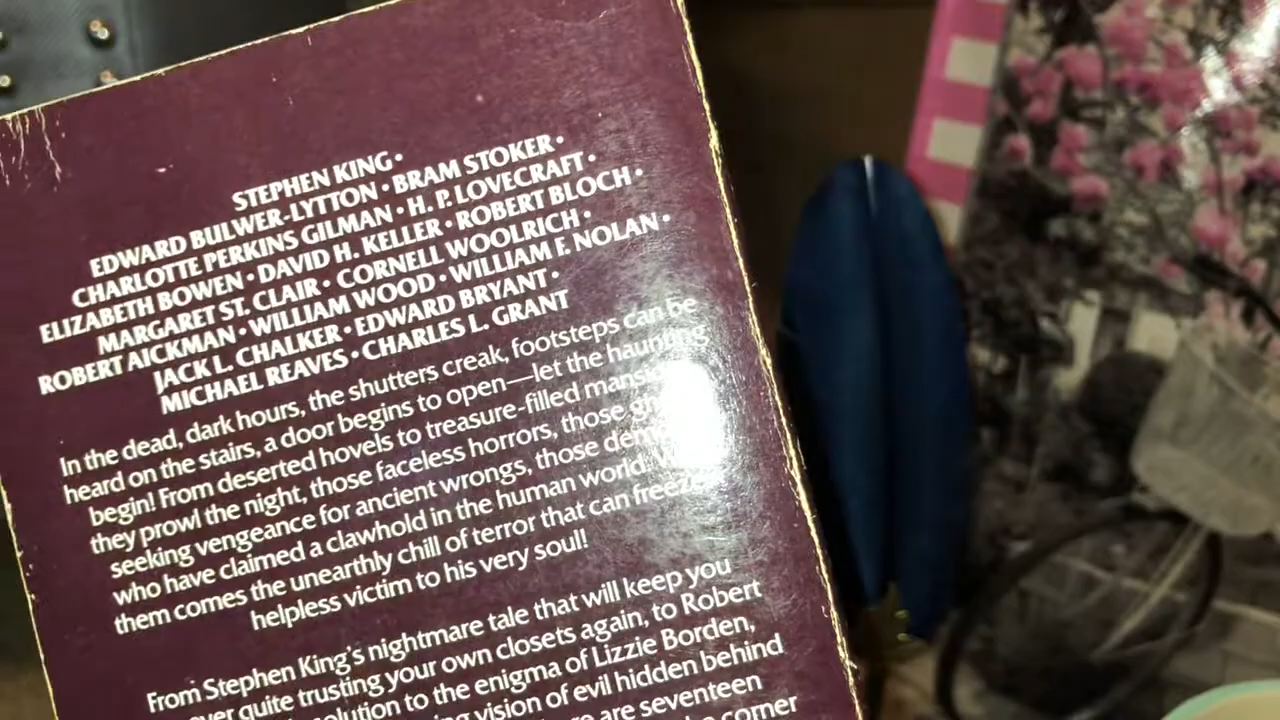 STEPHEN KING•
EDWARD BULWER-LYTTON • BRAM STOKER•
CHARLOTTE PERKINS GILMAN • H. P. LOVECRAFT•
ELIZABETH BOWEN • DAVID H. KELLER • ROBERT BLOCH•
MARGARET ST. CLAIR • CORNELL WOOLRICH•
ROBERT AICKMAN • WILLIAM WOOD • WILLIAM F. NOLAN•
JACK L. CHALKER • EDWARD BRYANT•
MICHAEL REAVES • CHARLES L. GRANT
In the dead, dark hours, the shutters creak, footsteps can be
heard on the stairs, a door begins to open—let the haunting
begin! From deserted hovels to treasure-filled
they prowl the night, those faceless horrors, those
seeking vengeance for ancient wrongs, those
who have claimed a clawhold in the human world.
them comes the unearthly chill of terror that can freeze
helpless victim to his very soul!
From Stephen King's nightmare tale that will keep you
quite trusting your own closets again, to Robert
solution to the enigma of Lizzie Borden,
vision of evil hidden behind
are seventeen
corner